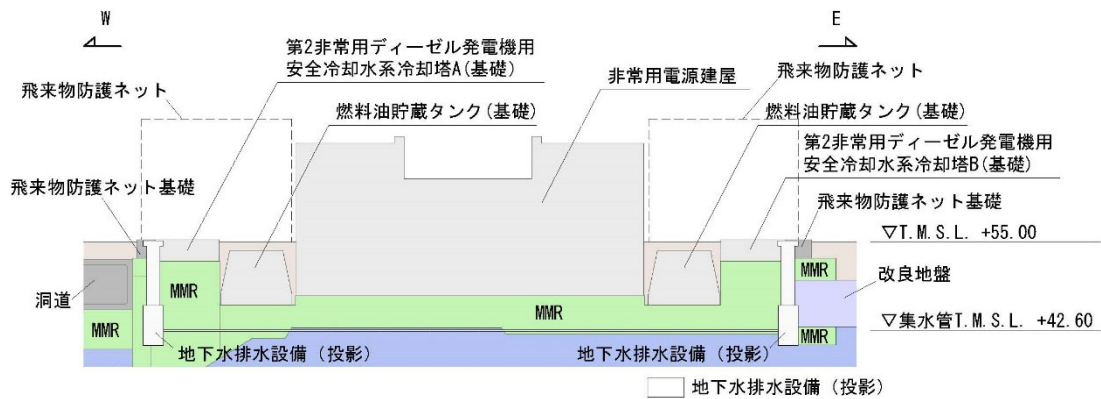 W
E
第2非常用ディーゼル発電機用
安全冷却水系冷却塔A(基礎)
飛来物防護ネット
燃料油貯蔵タンク(基礎)
非常用電源建屋
飛来物防護ネット
燃料油貯蔵タンク(基礎)
第2非常用ディーゼル発電機用
安全冷却水系冷却塔B(基礎)
飛来物防護ネット基礎
飛来物防護ネット基礎
▽T.M.S.L. +55.00
改良地盤
洞道
MMR
MMR
MMR
MMR
MMR
MMR
▽集水管T.M.S.L. +42.60
地下水排水設備(投影)
地下水排水設備(投影)
地下水排水設備(投影)